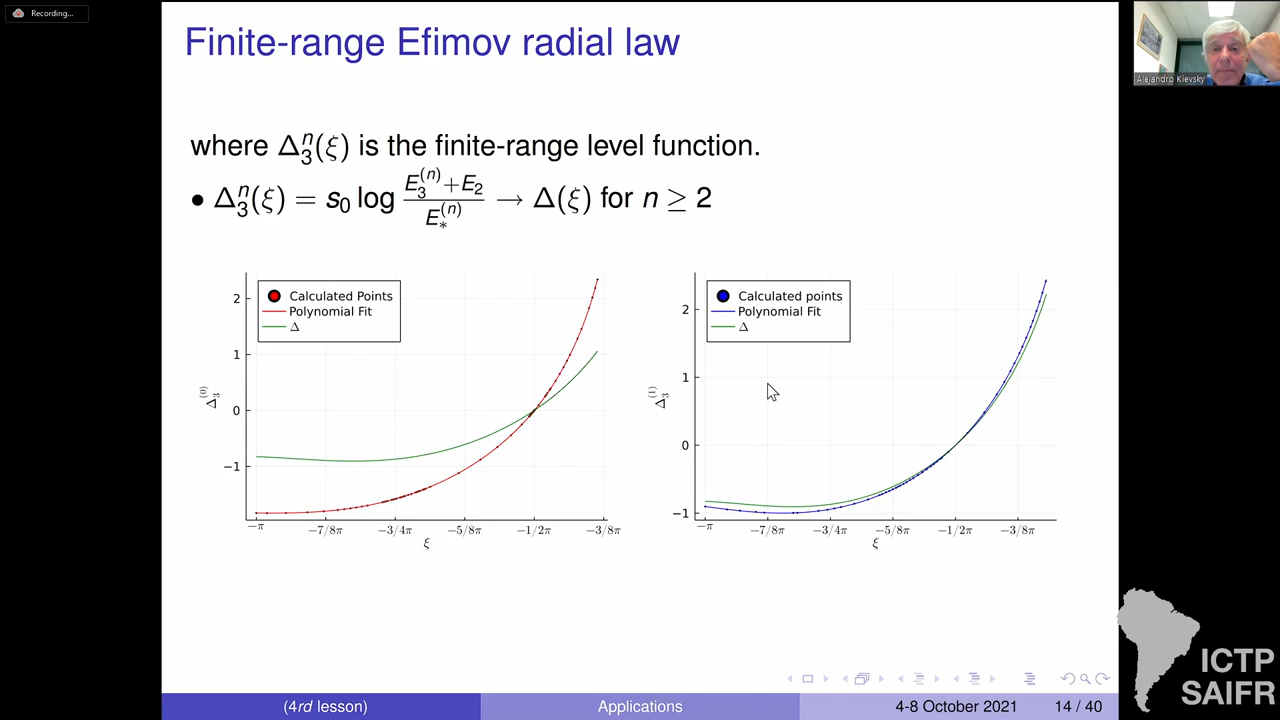 Recording...
Finite-range Efimov radial law
Alejandro Kievsky
where Δ₃ⁿ(ξ) is the finite-range level function.
• Δ₃ⁿ(ξ) = s₀ log (E₃⁽ⁿ⁾+E₂)/(E⁎⁽ⁿ⁾) → Δ(ξ) for n ≥ 2
Calculated Points
Polynomial Fit
Δ
2
1
0
−1
Δ₃⁽⁰⁾
−π −7/8π −3/4π −5/8π −1/2π −3/8π
ξ
Calculated points
Polynomial Fit
Δ
2
1
0
−1
Δ₃⁽¹⁾
−π −7/8π −3/4π −5/8π −1/2π −3/8π
ξ
ICTP
SAIFR
(4rd lesson) Applications 4-8 October 2021 14 / 40